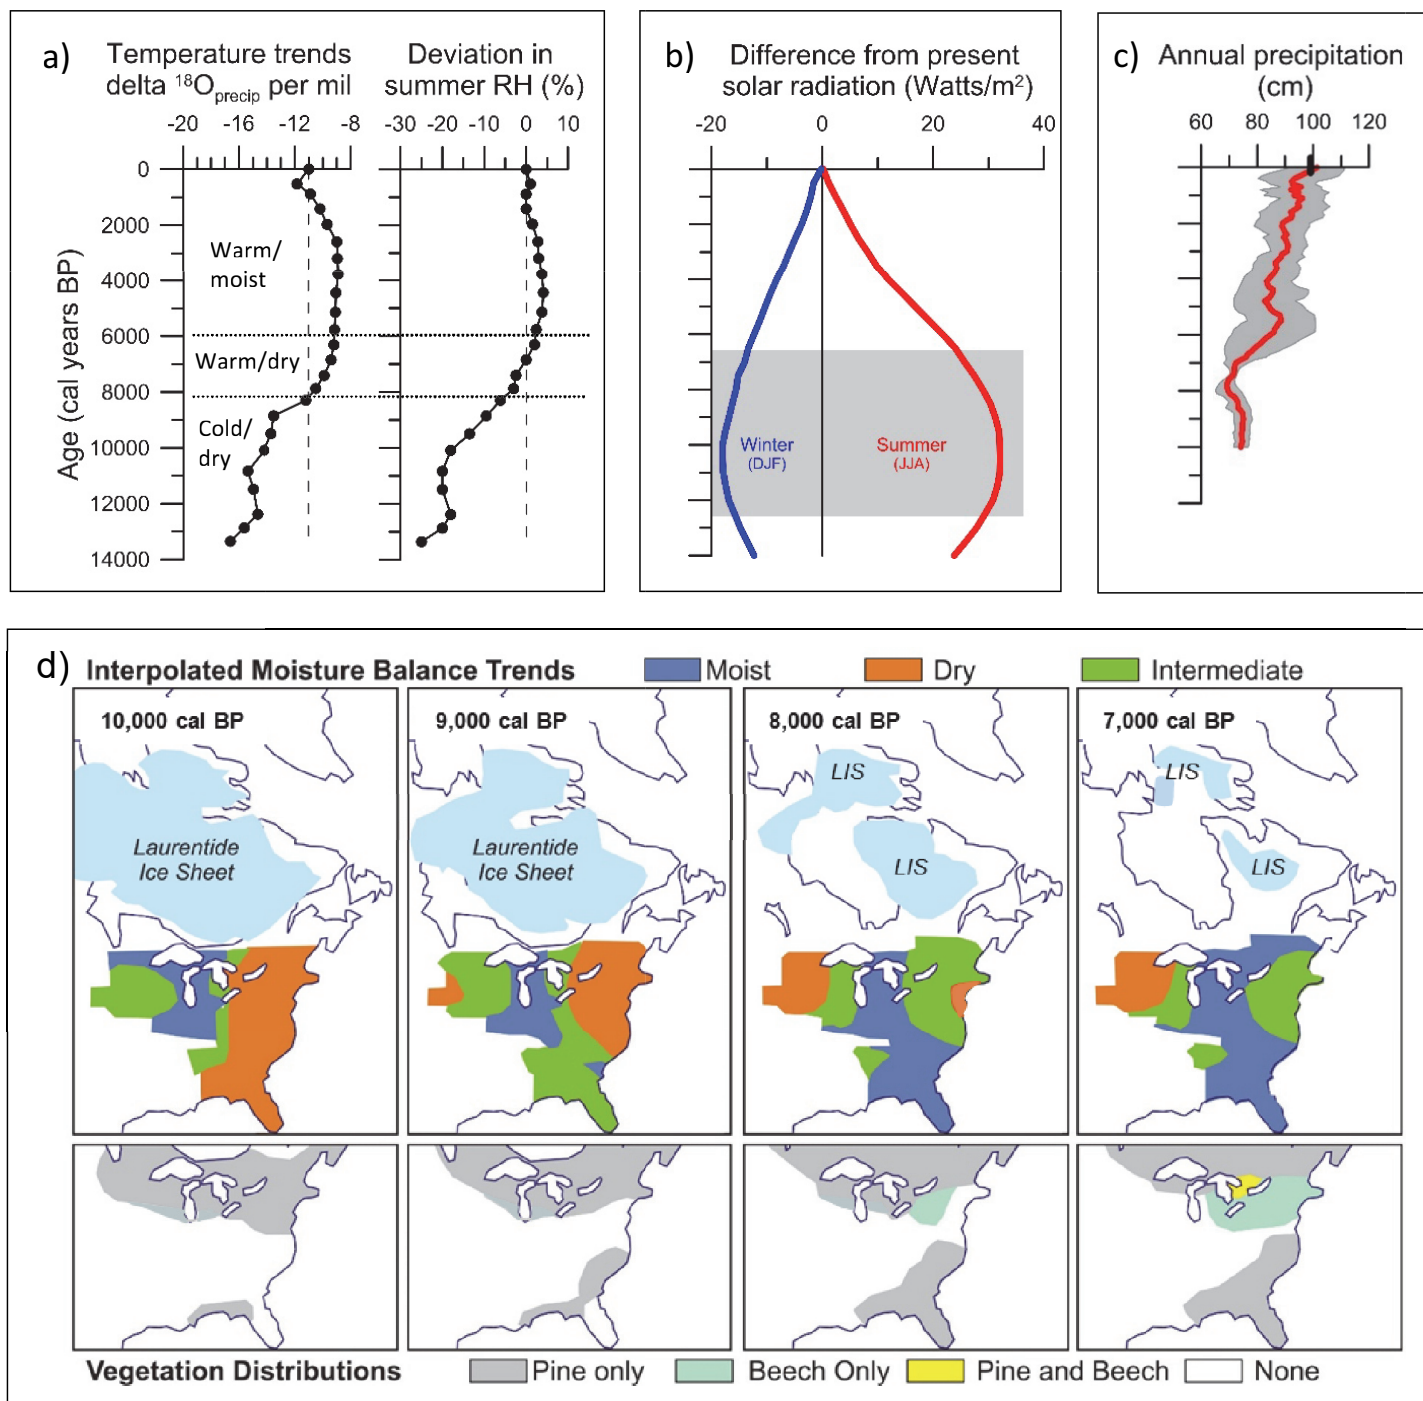 a) Temperature trends
delta ¹⁸Oprecip per mil
-20 -16 -12 -8
Deviation in
summer RH (%)
-30 -20 0 10
Age (cal years BP)
0
2000
4000
6000
8000
10000
12000
14000
Warm/
moist
Warm/dry
Cold/
dry
b) Difference from present
solar radiation (Watts/m²)
-20 0 20 40
Winter
(DJF)
Summer
(JJA)
c) Annual precipitation
(cm)
60 80 100 120
d) Interpolated Moisture Balance Trends Moist Dry Intermediate
10,000 cal BP
Laurentide
Ice Sheet
9,000 cal BP
Laurentide
Ice Sheet
8,000 cal BP
LIS
LIS
7,000 cal BP
LIS
LIS
Vegetation Distributions Pine only Beech Only Pine and Beech None